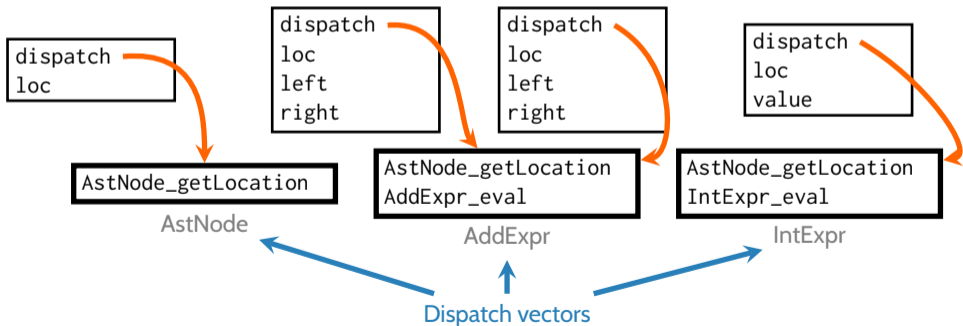 dispatch
loc
dispatch
loc
left
right
dispatch
loc
left
right
dispatch
loc
value
AstNode_getLocation
AstNode
AstNode_getLocation
AddExpr_eval
AddExpr
AstNode_getLocation
IntExpr_eval
IntExpr
Dispatch vectors